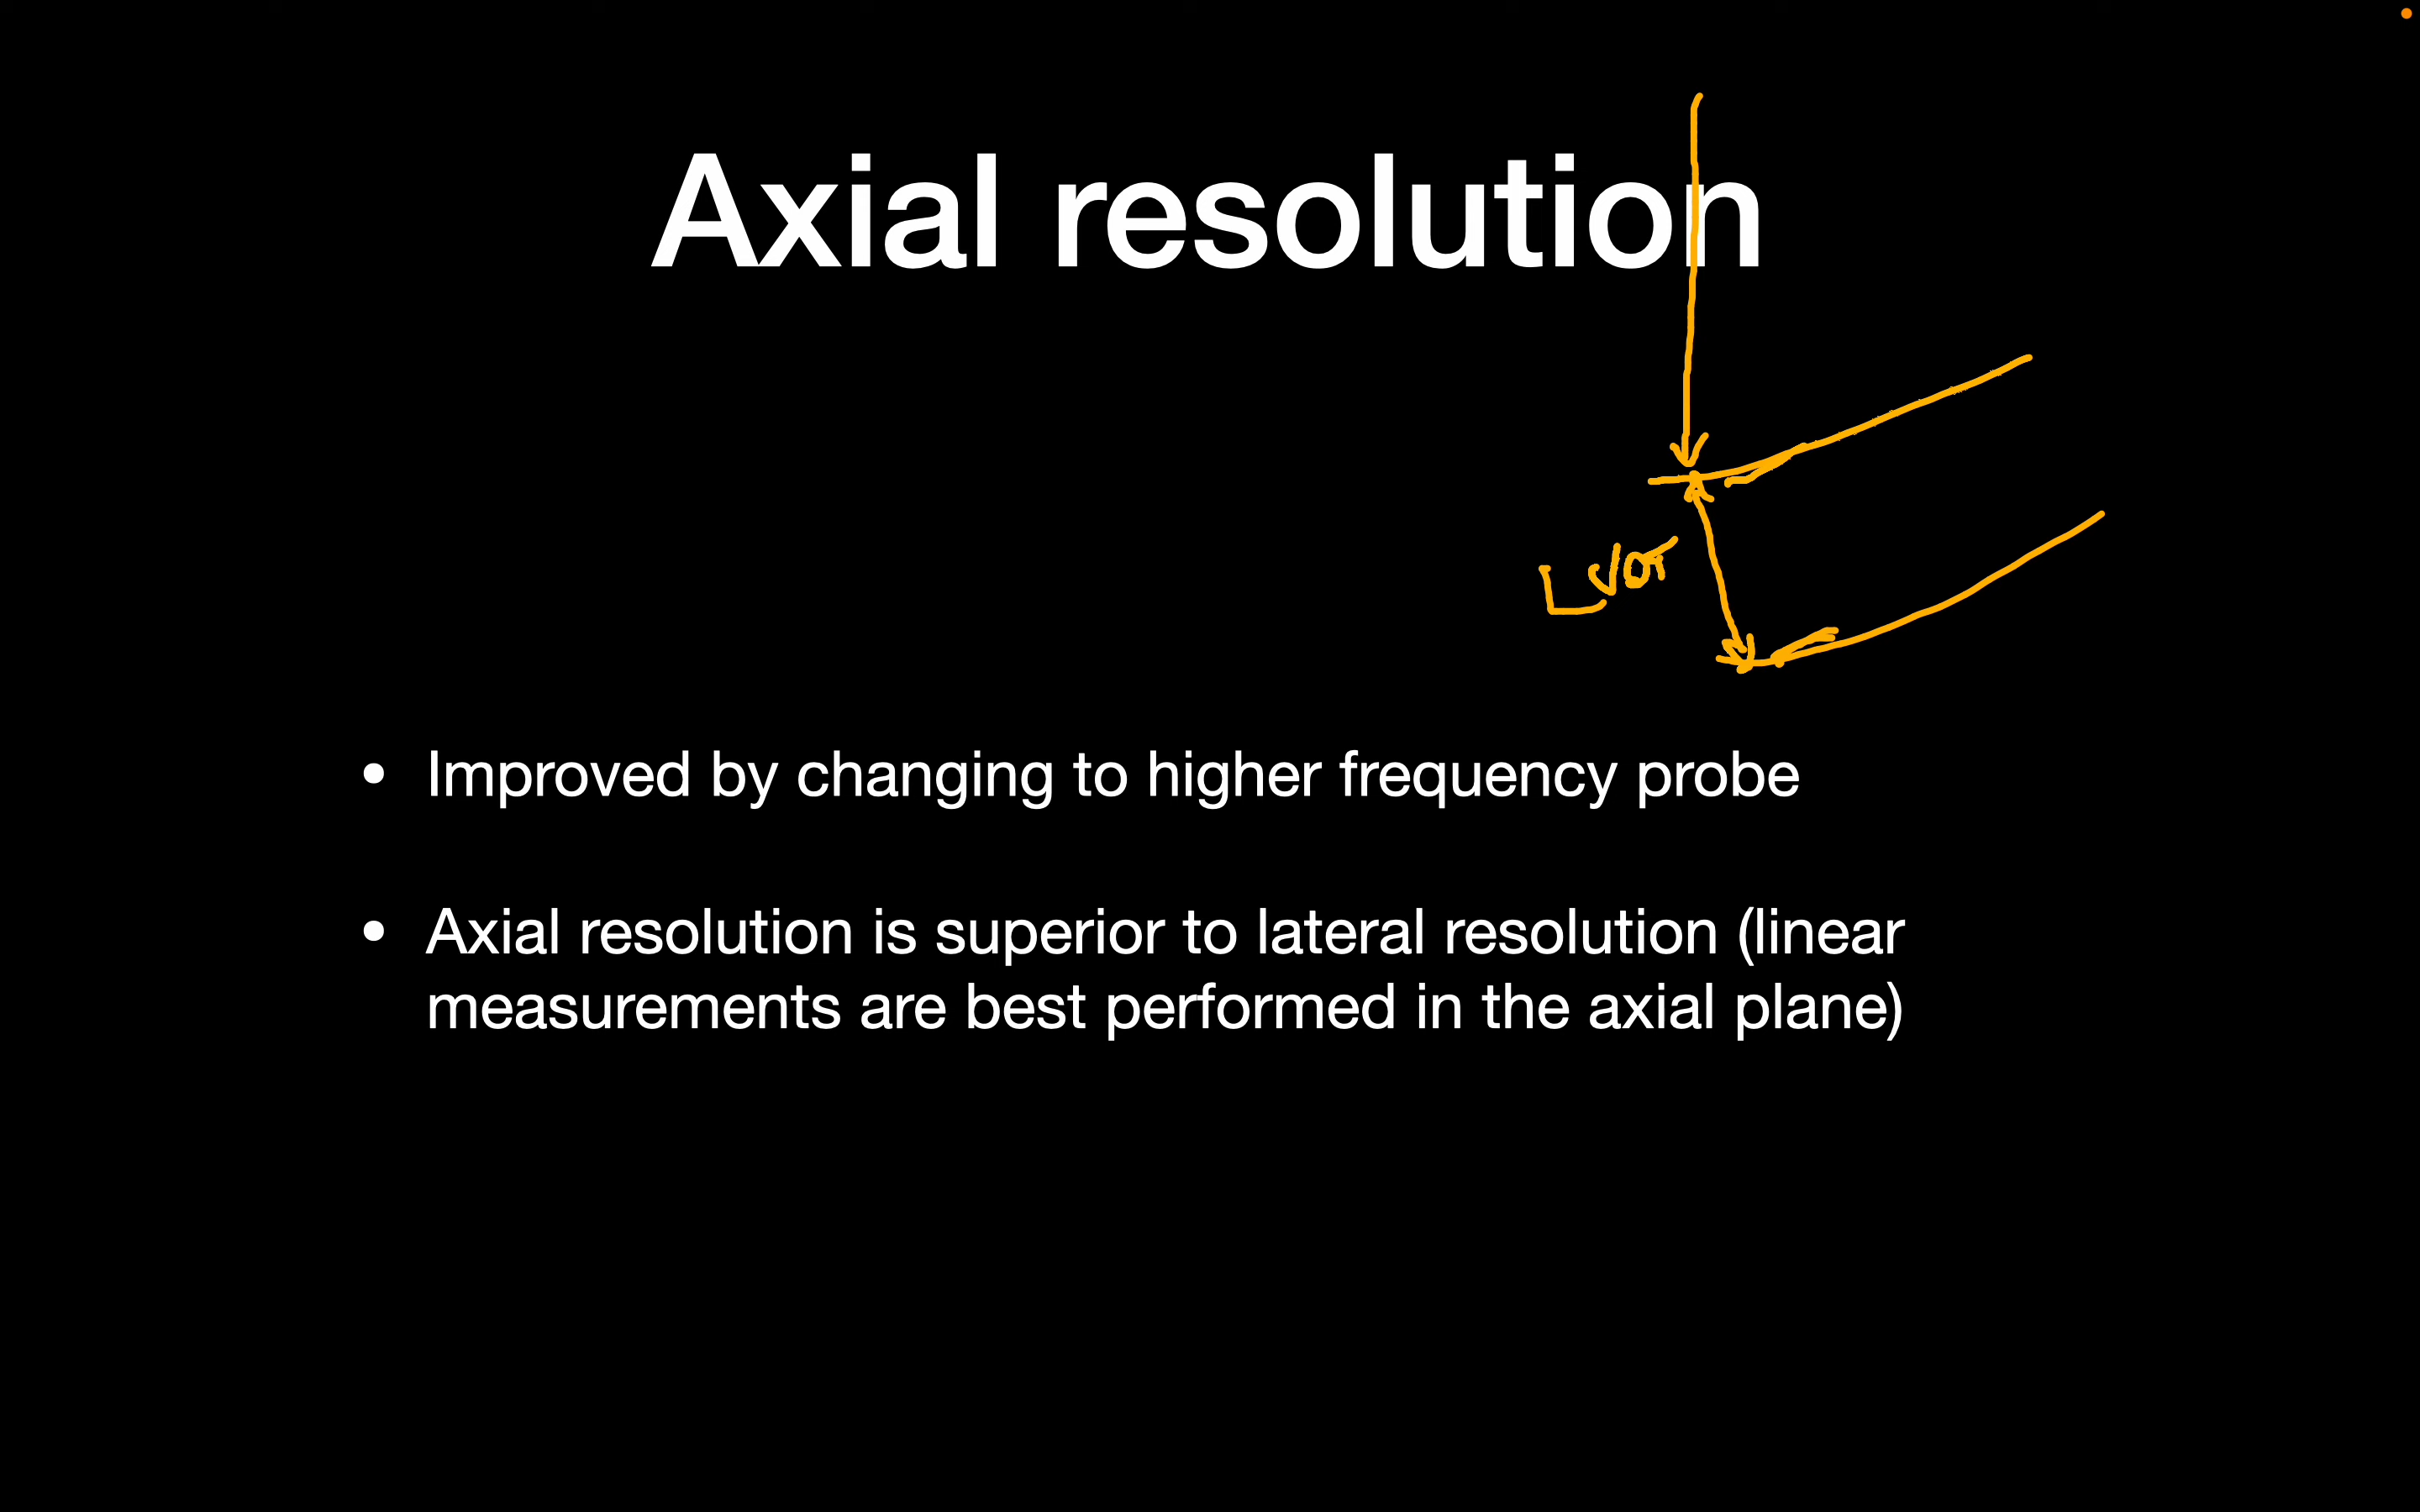 Axial resolution
• Improved by changing to higher frequency probe
• Axial resolution is superior to lateral resolution (linear
measurements are best performed in the axial plane)